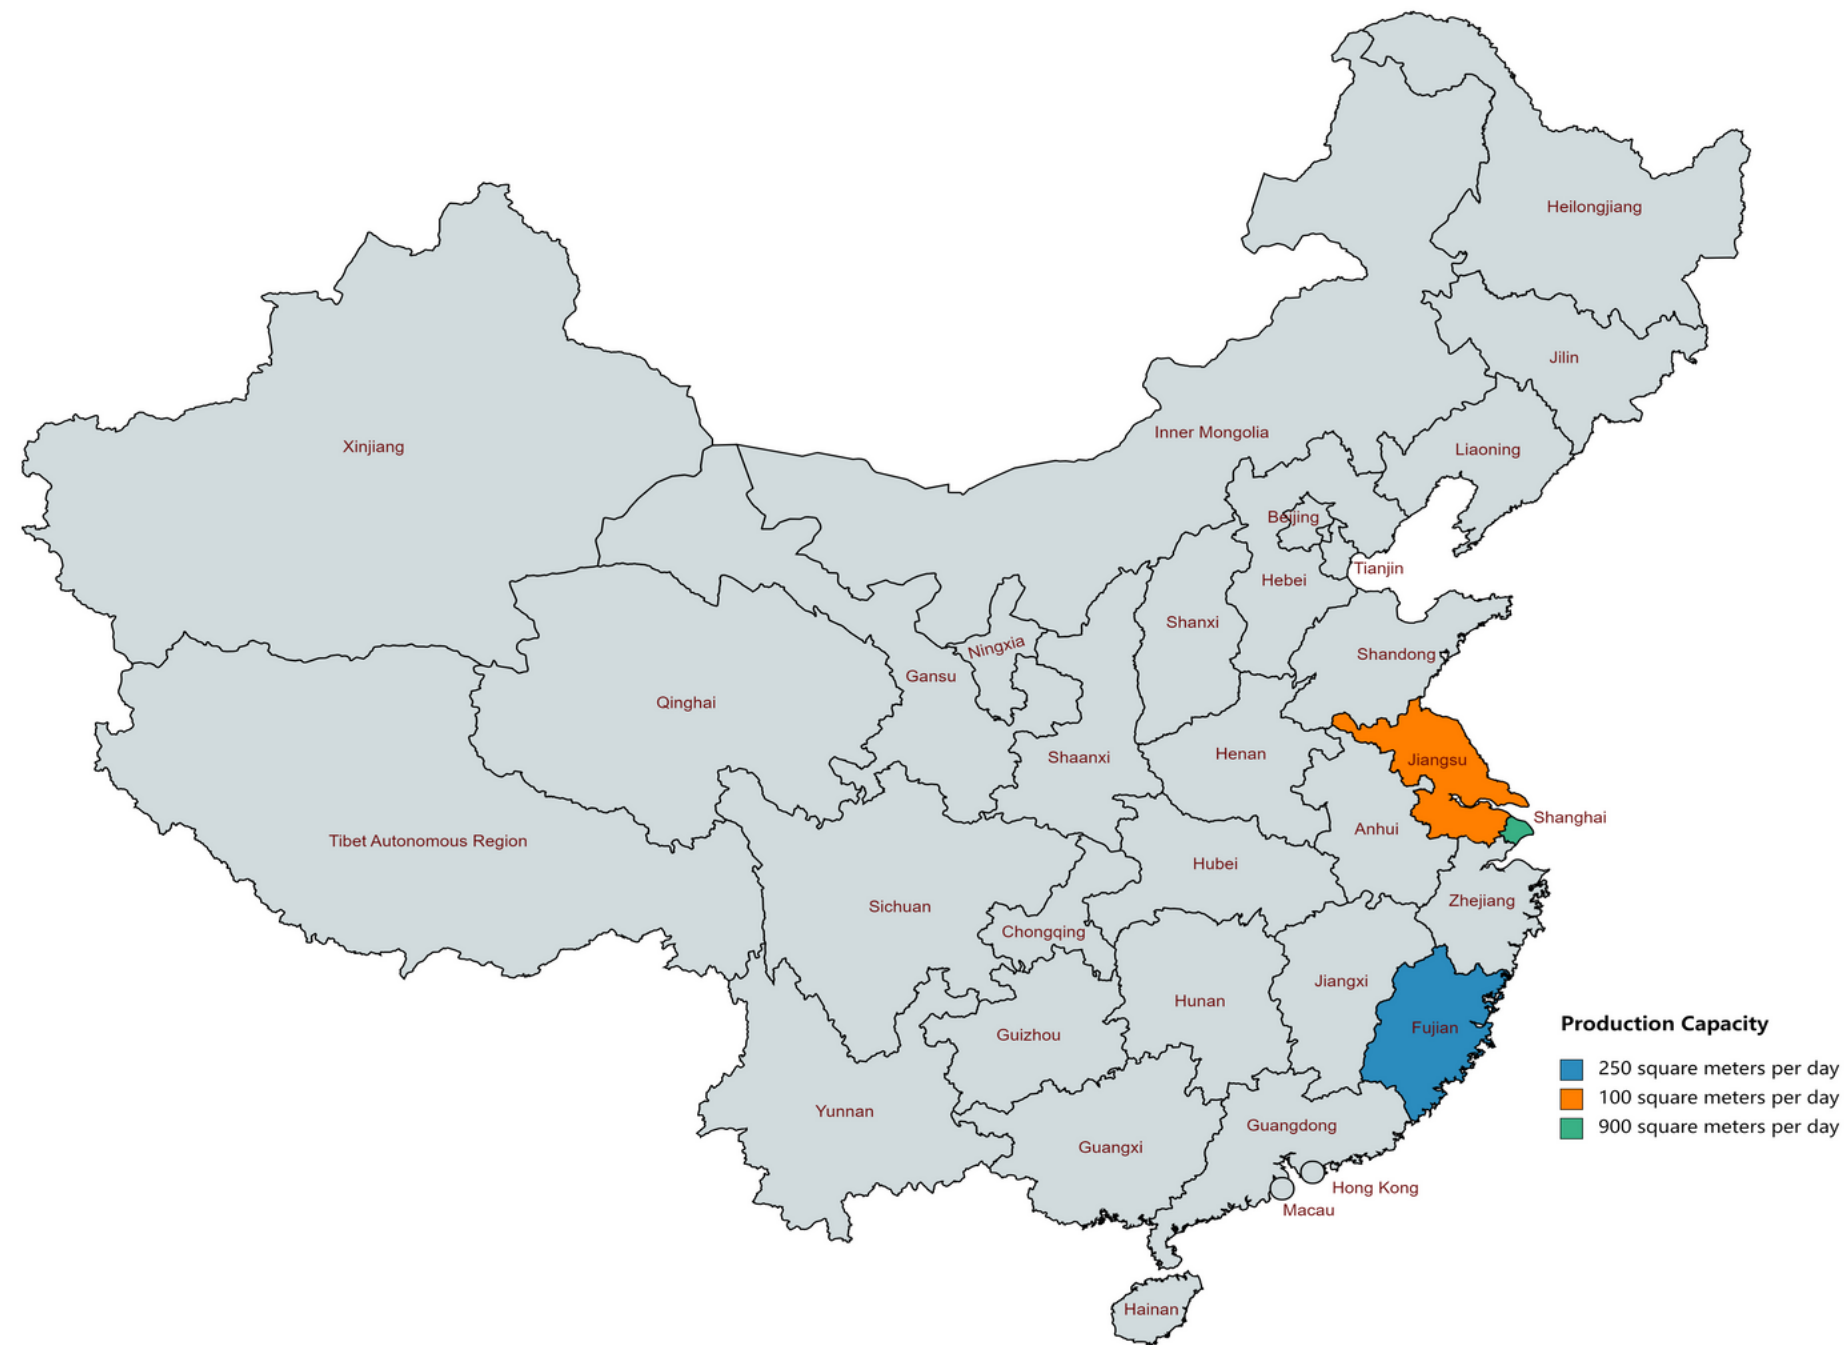 Heilongjiang
Jilin
Inner Mongolia
Xinjiang
Liaoning
Beijing
Tianjin
Hebei
Shanxi
Ningxia
Shandong
Gansu
Qinghai
Shaanxi
Henan
Jiangsu
Shanghai
Anhui
Tibet Autonomous Region
Hubei
Zhejiang
Sichuan
Chongqing
Jiangxi
Hunan
Fujian
Guizhou
Production Capacity
250 square meters per day
100 square meters per day
900 square meters per day
Yunnan
Guangdong
Guangxi
Hong Kong
Macau
Hainan